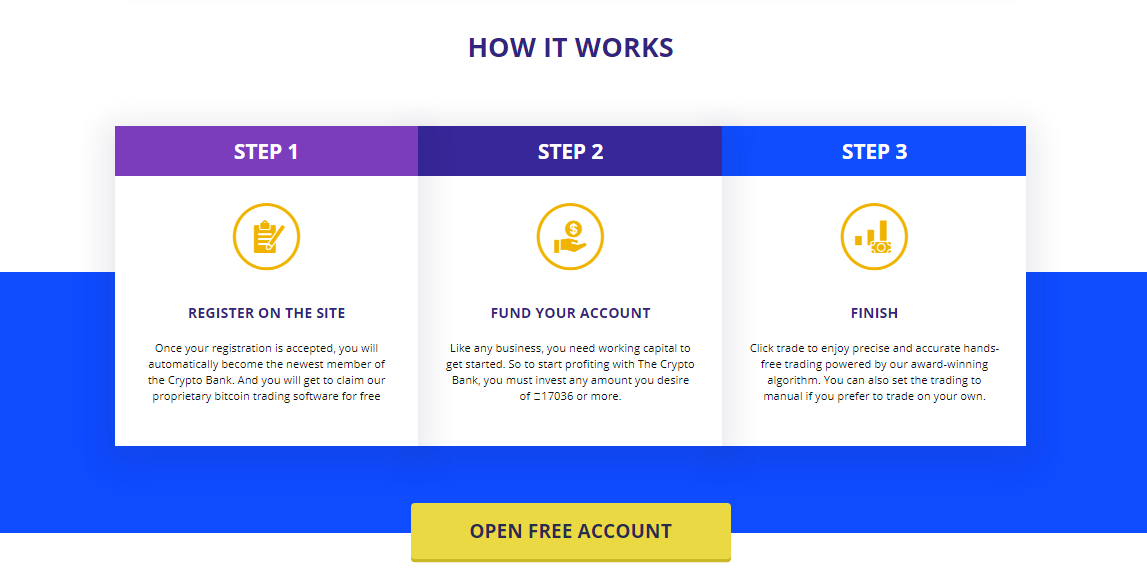 HOW IT WORKS
STEP 1
REGISTER ON THE SITE
Once your registration is accepted, you will
automatically become the newest member of
the Crypto Bank. And you will get to claim our
proprietary bitcoin trading software for free
STEP 2
FUND YOUR ACCOUNT
Like any business, you need working capital to
get started. So to start profiting with The Crypto
Bank, you must invest any amount you desire
of 17036 or more.
STEP 3
FINISH
Click trade to enjoy precise and accurate hands-
free trading powered by our award-winning
algorithm. You can also set the trading to
manual if you prefer to trade on your own.
OPEN FREE ACCOUNT